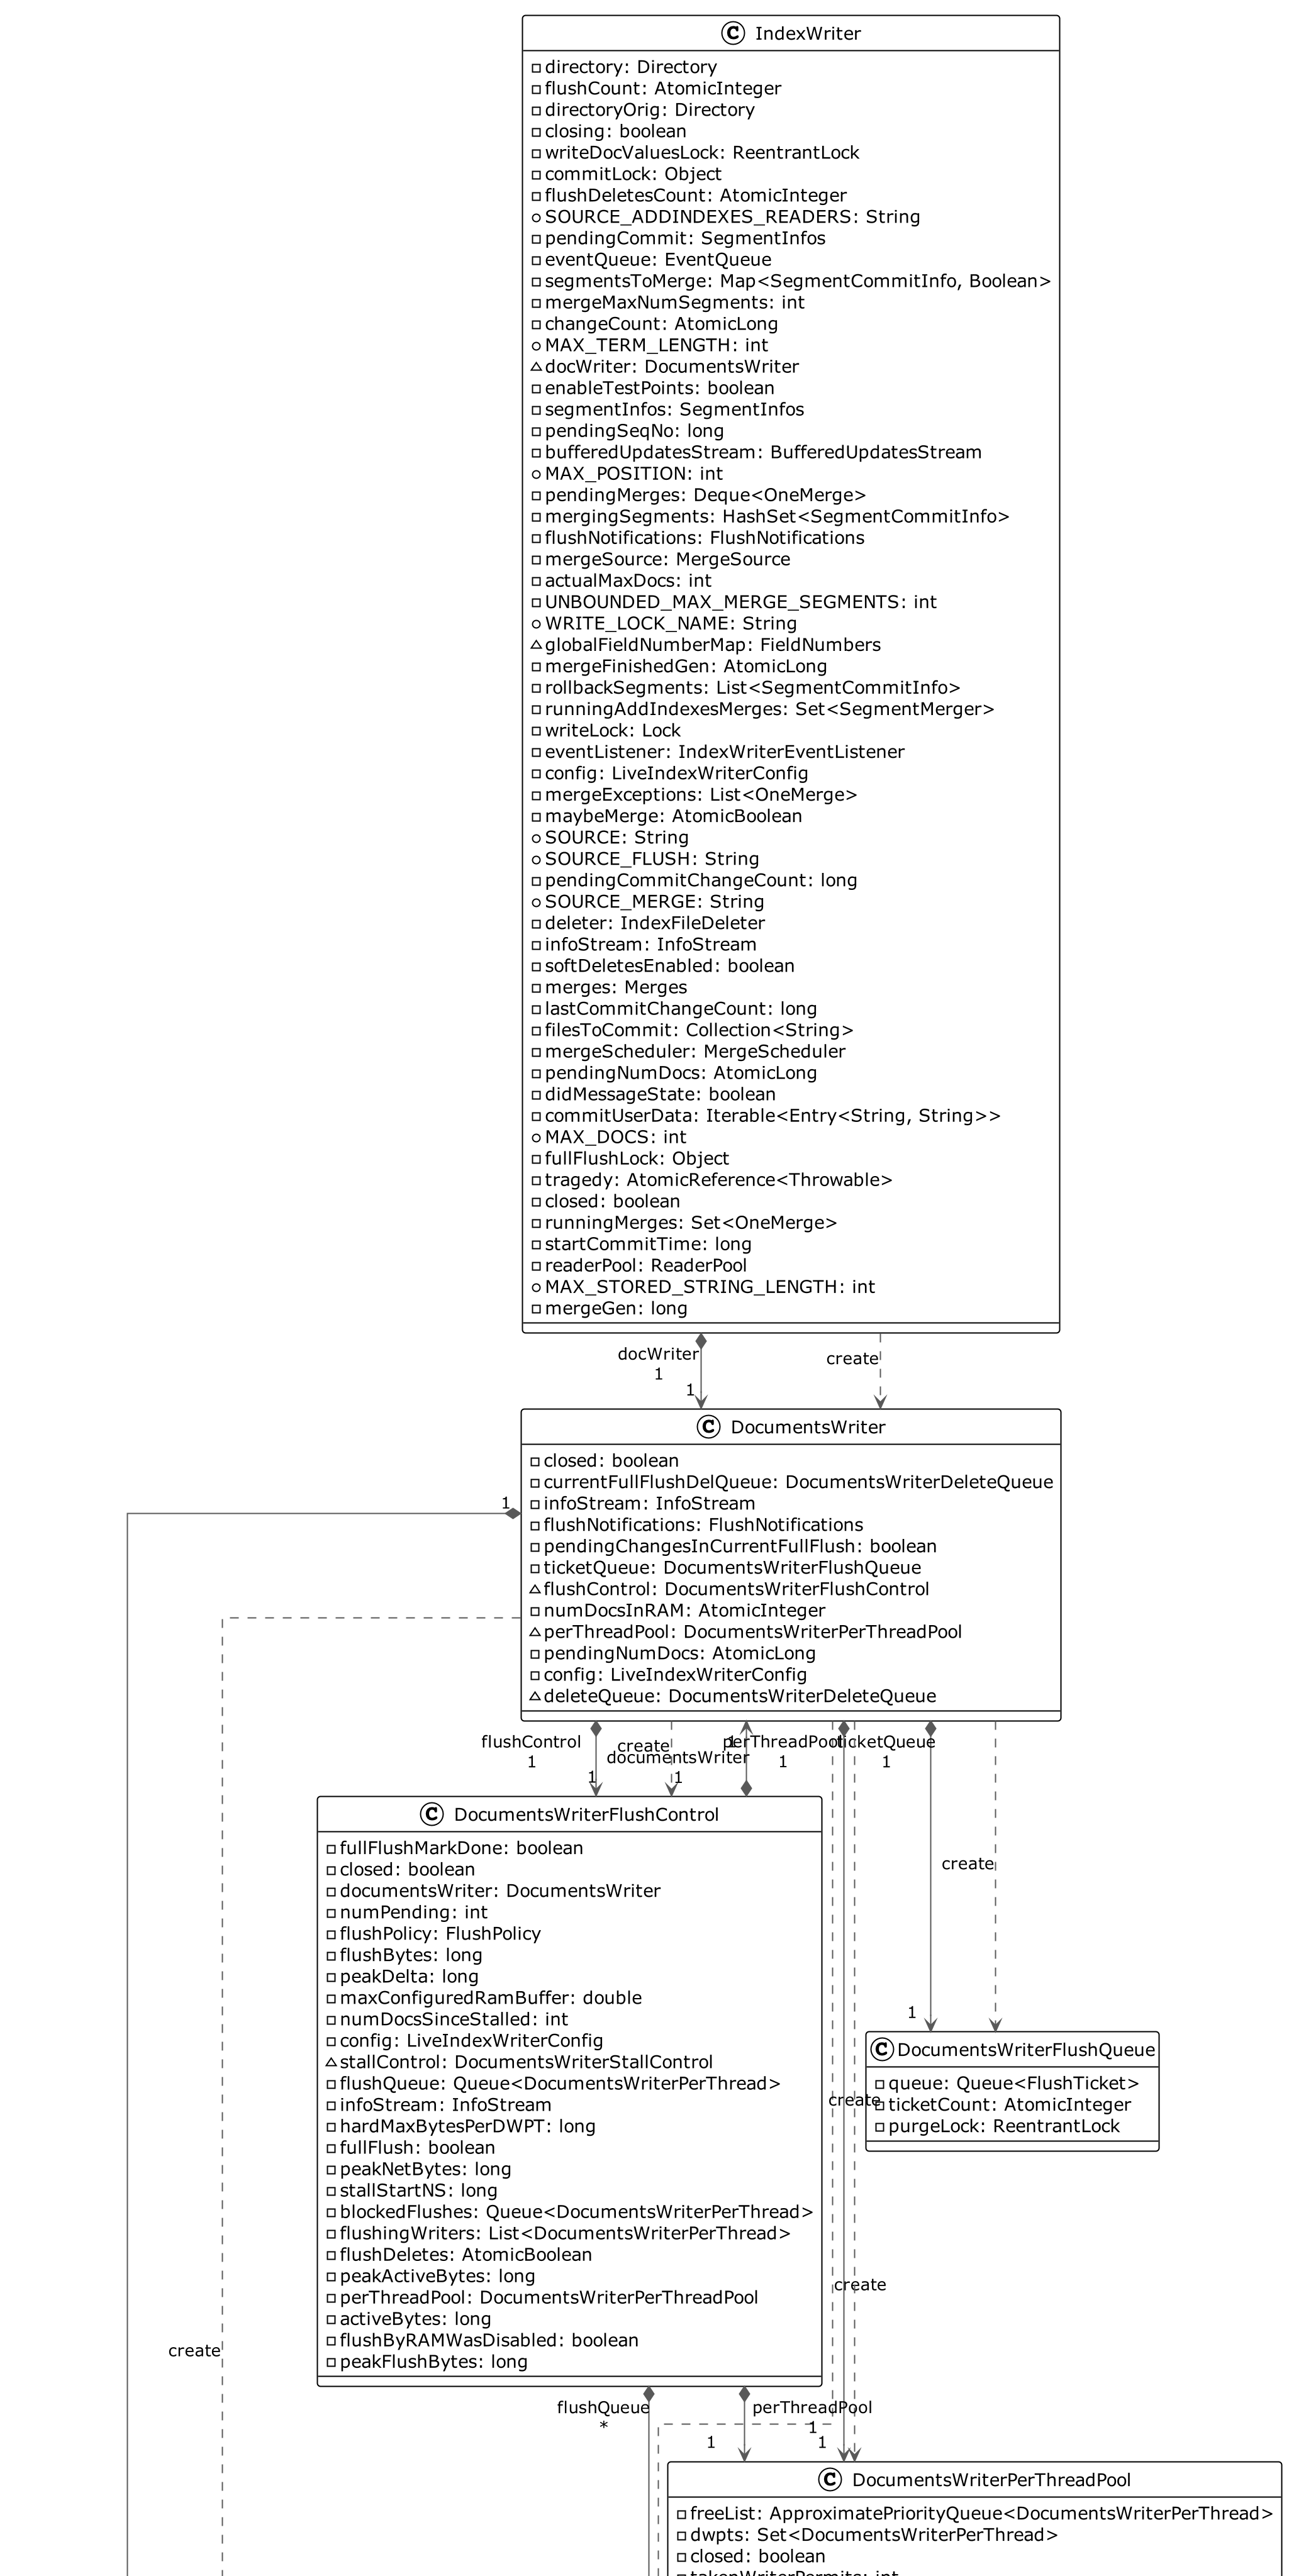 C IndexWriter
directory: Directory
flushCount: AtomicInteger
directoryOrig: Directory
closing: boolean
writeDocValuesLock: ReentrantLock
commitLock: Object
flushDeletesCount: AtomicInteger
SOURCE_ADDINDEXES_READERS: String
pendingCommit: SegmentInfos
eventQueue: EventQueue
segmentsToMerge: Map<SegmentCommitInfo, Boolean>
mergeMaxNumSegments: int
changeCount: AtomicLong
MAX_TERM_LENGTH: int
docWriter: DocumentsWriter
enableTestPoints: boolean
segmentInfos: SegmentInfos
pendingSeqNo: long
bufferedUpdatesStream: BufferedUpdatesStream
MAX_POSITION: int
pendingMerges: Deque<OneMerge>
mergingSegments: HashSet<SegmentCommitInfo>
flushNotifications: FlushNotifications
mergeSource: MergeSource
actualMaxDocs: int
UNBOUNDED_MAX_MERGE_SEGMENTS: int
WRITE_LOCK_NAME: String
globalFieldNumberMap: FieldNumbers
mergeFinishedGen: AtomicLong
rollbackSegments: List<SegmentCommitInfo>
runningAddIndexesMerges: Set<SegmentMerger>
writeLock: Lock
eventListener: IndexWriterEventListener
config: LiveIndexWriterConfig
mergeExceptions: List<OneMerge>
maybeMerge: AtomicBoolean
SOURCE: String
SOURCE_FLUSH: String
pendingCommitChangeCount: long
SOURCE_MERGE: String
deleter: IndexFileDeleter
infoStream: InfoStream
softDeletesEnabled: boolean
merges: Merges
lastCommitChangeCount: long
filesToCommit: Collection<String>
mergeScheduler: MergeScheduler
pendingNumDocs: AtomicLong
didMessageState: boolean
commitUserData: Iterable<Entry<String, String>>
MAX_DOCS: int
fullFlushLock: Object
tragedy: AtomicReference<Throwable>
closed: boolean
runningMerges: Set<OneMerge>
startCommitTime: long
readerPool: ReaderPool
MAX_STORED_STRING_LENGTH: int
mergeGen: long
docWriter
1
1
create
C DocumentsWriter
closed: boolean
currentFullFlushDelQueue: DocumentsWriterDeleteQueue
infoStream: InfoStream
flushNotifications: FlushNotifications
pendingChangesInCurrentFullFlush: boolean
ticketQueue: DocumentsWriterFlushQueue
flushControl: DocumentsWriterFlushControl
numDocsInRAM: AtomicInteger
perThreadPool: DocumentsWriterPerThreadPool
pendingNumDocs: AtomicLong
config: LiveIndexWriterConfig
deleteQueue: DocumentsWriterDeleteQueue
1
flushControl
1
1
create
documentsWriter
1
1
perThreadPool
1
ticketQueue
1
C DocumentsWriterFlushControl
fullFlushMarkDone: boolean
closed: boolean
documentsWriter: DocumentsWriter
numPending: int
flushPolicy: FlushPolicy
flushBytes: long
peakDelta: long
maxConfiguredRamBuffer: double
numDocsSinceStalled: int
config: LiveIndexWriterConfig
stallControl: DocumentsWriterStallControl
flushQueue: Queue<DocumentsWriterPerThread>
infoStream: InfoStream
hardMaxBytesPerDWPT: long
fullFlush: boolean
peakNetBytes: long
stallStartNS: long
blockedFlushes: Queue<DocumentsWriterPerThread>
flushingWriters: List<DocumentsWriterPerThread>
flushDeletes: AtomicBoolean
peakActiveBytes: long
perThreadPool: DocumentsWriterPerThreadPool
activeBytes: long
flushByRAMWasDisabled: boolean
peakFlushBytes: long
create
1
C DocumentsWriterFlushQueue
queue: Queue<FlushTicket>
ticketCount: AtomicInteger
purgeLock: ReentrantLock
create
create
create
flushQueue
*
perThreadPool
1
1
1
C DocumentsWriterPerThreadPool
freeList: ApproximatePriorityQueue<DocumentsWriterPerThread>
dwpts: Set<DocumentsWriterPerThread>
closed: boolean